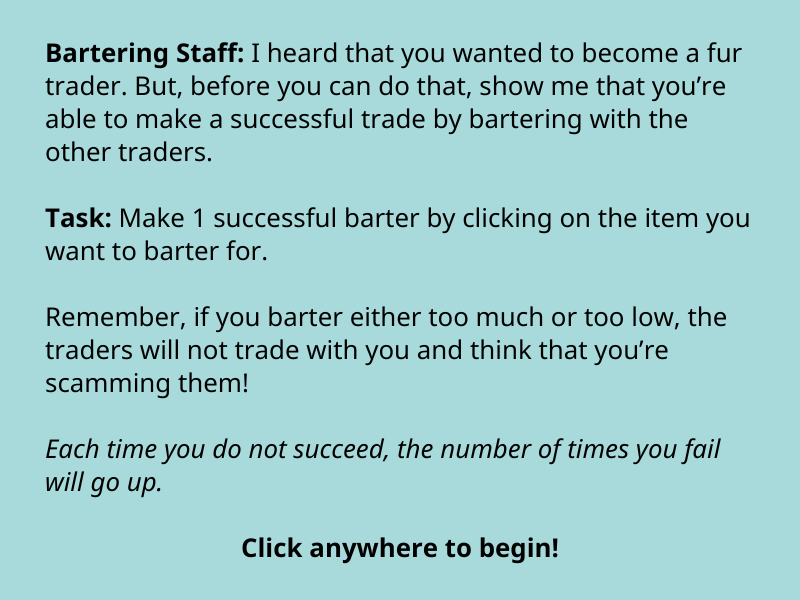 Bartering Staff: I heard that you wanted to become a fur
trader. But, before you can do that, show me that you’re
able to make a successful trade by bartering with the
other traders.
Task: Make 1 successful barter by clicking on the item you
want to barter for.
Remember, if you barter either too much or too low, the
traders will not trade with you and think that you’re
scamming them!
Each time you do not succeed, the number of times you fail
will go up.
Click anywhere to begin!